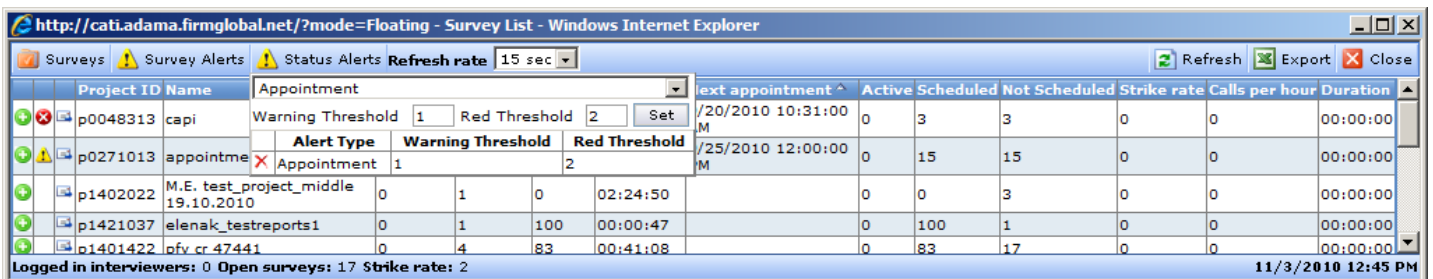 http://cati.adama.firmglobal.net/?mode=Floating - Survey List - Windows Internet Explorer
Surveys Survey Alerts Status Alerts Refresh rate 15 sec Refresh Export Close
Project ID Name Appointment Next appointment Active Scheduled Not Scheduled Strike rate Calls per hour Duration
Warning Threshold 1 Red Threshold 2 Set
Alert Type Warning Threshold Red Threshold
Appointment 1 2
p0048313 capi /20/2010 10:31:00 0 3 3 0 0 00:00:00
p0271013 appointme /25/2010 12:00:00 0 15 15 0 0 00:00:00
p1402022 M.E. test_project_middle 19.10.2010 0 1 0 02:24:50 0 0 3 0 0 00:00:00
p1421037 elenak_testreports1 0 1 100 00:00:47 0 100 1 0 0 00:00:00
p1401422 pfy cr 47441 0 4 83 00:41:08 0 83 17 0 0 00:00:00
Logged in interviewers: 0 Open surveys: 17 Strike rate: 2 11/3/2010 12:45 PM